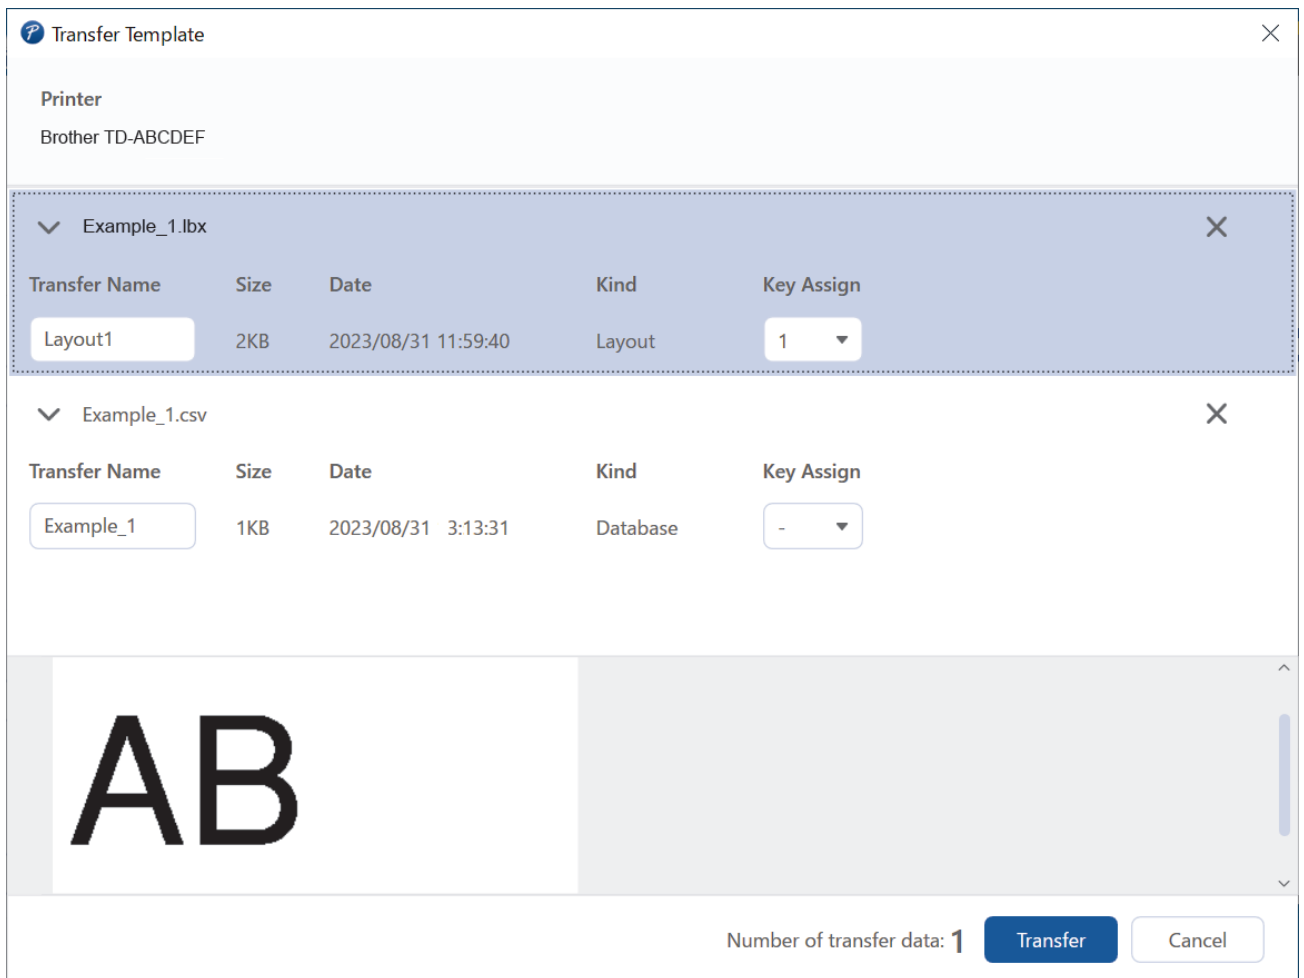 Transfer Template
Printer
Brother TD-ABCDEF
Example_1.lbx
Transfer Name Size Date Kind Key Assign
Layout1 2KB 2023/08/31 11:59:40 Layout 1
Example_1.csv
Transfer Name Size Date Kind Key Assign
Example_1 1KB 2023/08/31 3:13:31 Database -
AB
Number of transfer data: 1 Transfer Cancel